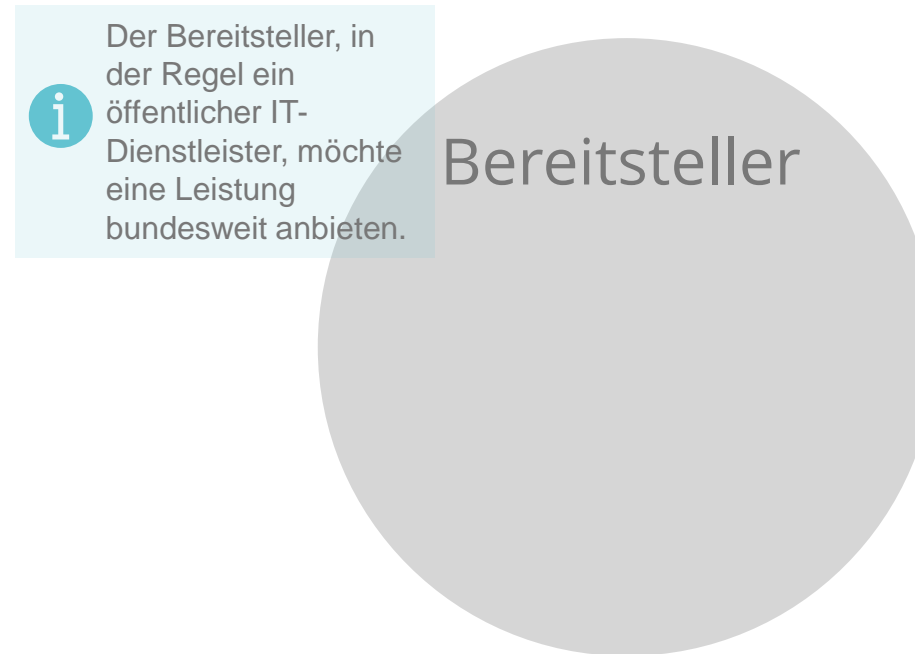 Der Bereitsteller, in
der Regel ein
öffentlicher IT-
Dienstleister, möchte
eine Leistung
bundesweit anbieten.
Bereitsteller